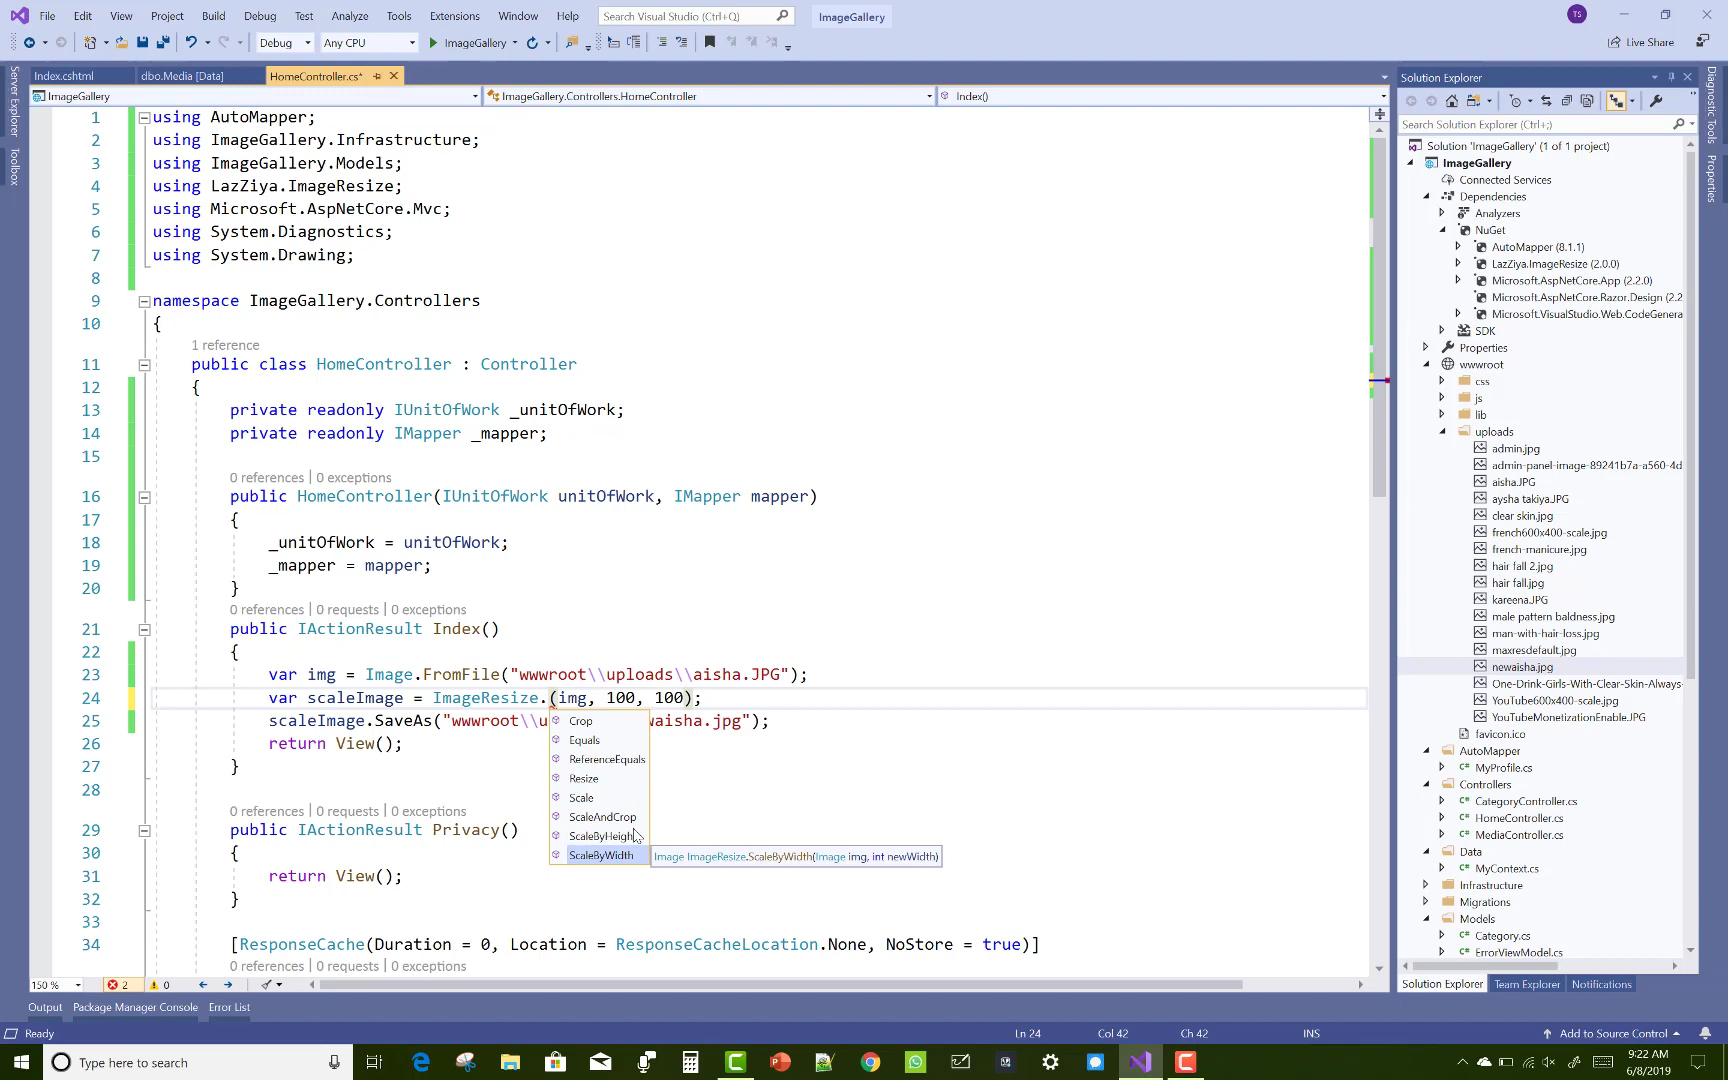 File Edit View Project Build Debug Test Analyze Tools Extensions Window Help Search Visual Studio (Ctrl+Q) ImageGallery TS
Debug Any CPU ImageGallery Live Share
Index.cshtml dbo.Media [Data] HomeController.cs*
ImageGallery ImageGallery.Controllers.HomeController Index()
Server Explorer
Toolbox
1 using AutoMapper;
2 using ImageGallery.Infrastructure;
3 using ImageGallery.Models;
4 using LazZiya.ImageResize;
5 using Microsoft.AspNetCore.Mvc;
6 using System.Diagnostics;
7 using System.Drawing;
8
9 namespace ImageGallery.Controllers
10 {
1 reference
11 public class HomeController : Controller
12 {
13 private readonly IUnitOfWork _unitOfWork;
14 private readonly IMapper _mapper;
15
0 references | 0 exceptions
16 public HomeController(IUnitOfWork unitOfWork, IMapper mapper)
17 {
18 _unitOfWork = unitOfWork;
19 _mapper = mapper;
20 }
0 references | 0 requests | 0 exceptions
21 public IActionResult Index()
22 {
23 var img = Image.FromFile("wwwroot\\uploads\\aisha.JPG");
24 var scaleImage = ImageResize.(img, 100, 100);
25 scaleImage.SaveAs("wwwroot\\u waisha.jpg");
26 return View();
27 }
28
0 references | 0 requests | 0 exceptions
29 public IActionResult Privacy()
30 {
31 return View();
32 }
33
34 [ResponseCache(Duration = 0, Location = ResponseCacheLocation.None, NoStore = true)]
0 references | 0 requests | 0 exceptions
Crop
Equals
ReferenceEquals
Resize
Scale
ScaleAndCrop
ScaleByHeigh
ScaleByWidth Image ImageResize.ScaleByWidth(Image img, int newWidth)
150 % 2 0
Output Package Manager Console Error List
Solution Explorer
Search Solution Explorer (Ctrl+;)
Solution 'ImageGallery' (1 of 1 project)
ImageGallery
Connected Services
Dependencies
Analyzers
NuGet
AutoMapper (8.1.1)
LazZiya.ImageResize (2.0.0)
Microsoft.AspNetCore.App (2.2.0)
Microsoft.AspNetCore.Razor.Design (2.2
Microsoft.VisualStudio.Web.CodeGenera
SDK
Properties
wwwroot
css
js
lib
uploads
admin.jpg
admin-panel-image-89241b7a-a560-4d
aisha.JPG
aysha takiya.JPG
clear skin.jpg
french600x400-scale.jpg
french-manicure.jpg
hair fall 2.jpg
hair fall.jpg
kareena.JPG
male pattern baldness.jpg
man-with-hair-loss.jpg
maxresdefault.jpg
newaisha.jpg
One-Drink-Girls-With-Clear-Skin-Always-
YouTube600x400-scale.jpg
YouTubeMonetizationEnable.JPG
favicon.ico
AutoMapper
MyProfile.cs
Controllers
CategoryController.cs
HomeController.cs
MediaController.cs
Data
MyContext.cs
Infrastructure
Migrations
Models
Category.cs
ErrorViewModel.cs
Solution Explorer Team Explorer Notifications
Diagnostic Tools
Properties
Ready Ln 24 Col 42 Ch 42 INS Add to Source Control
Type here to search
9:22 AM
6/8/2019